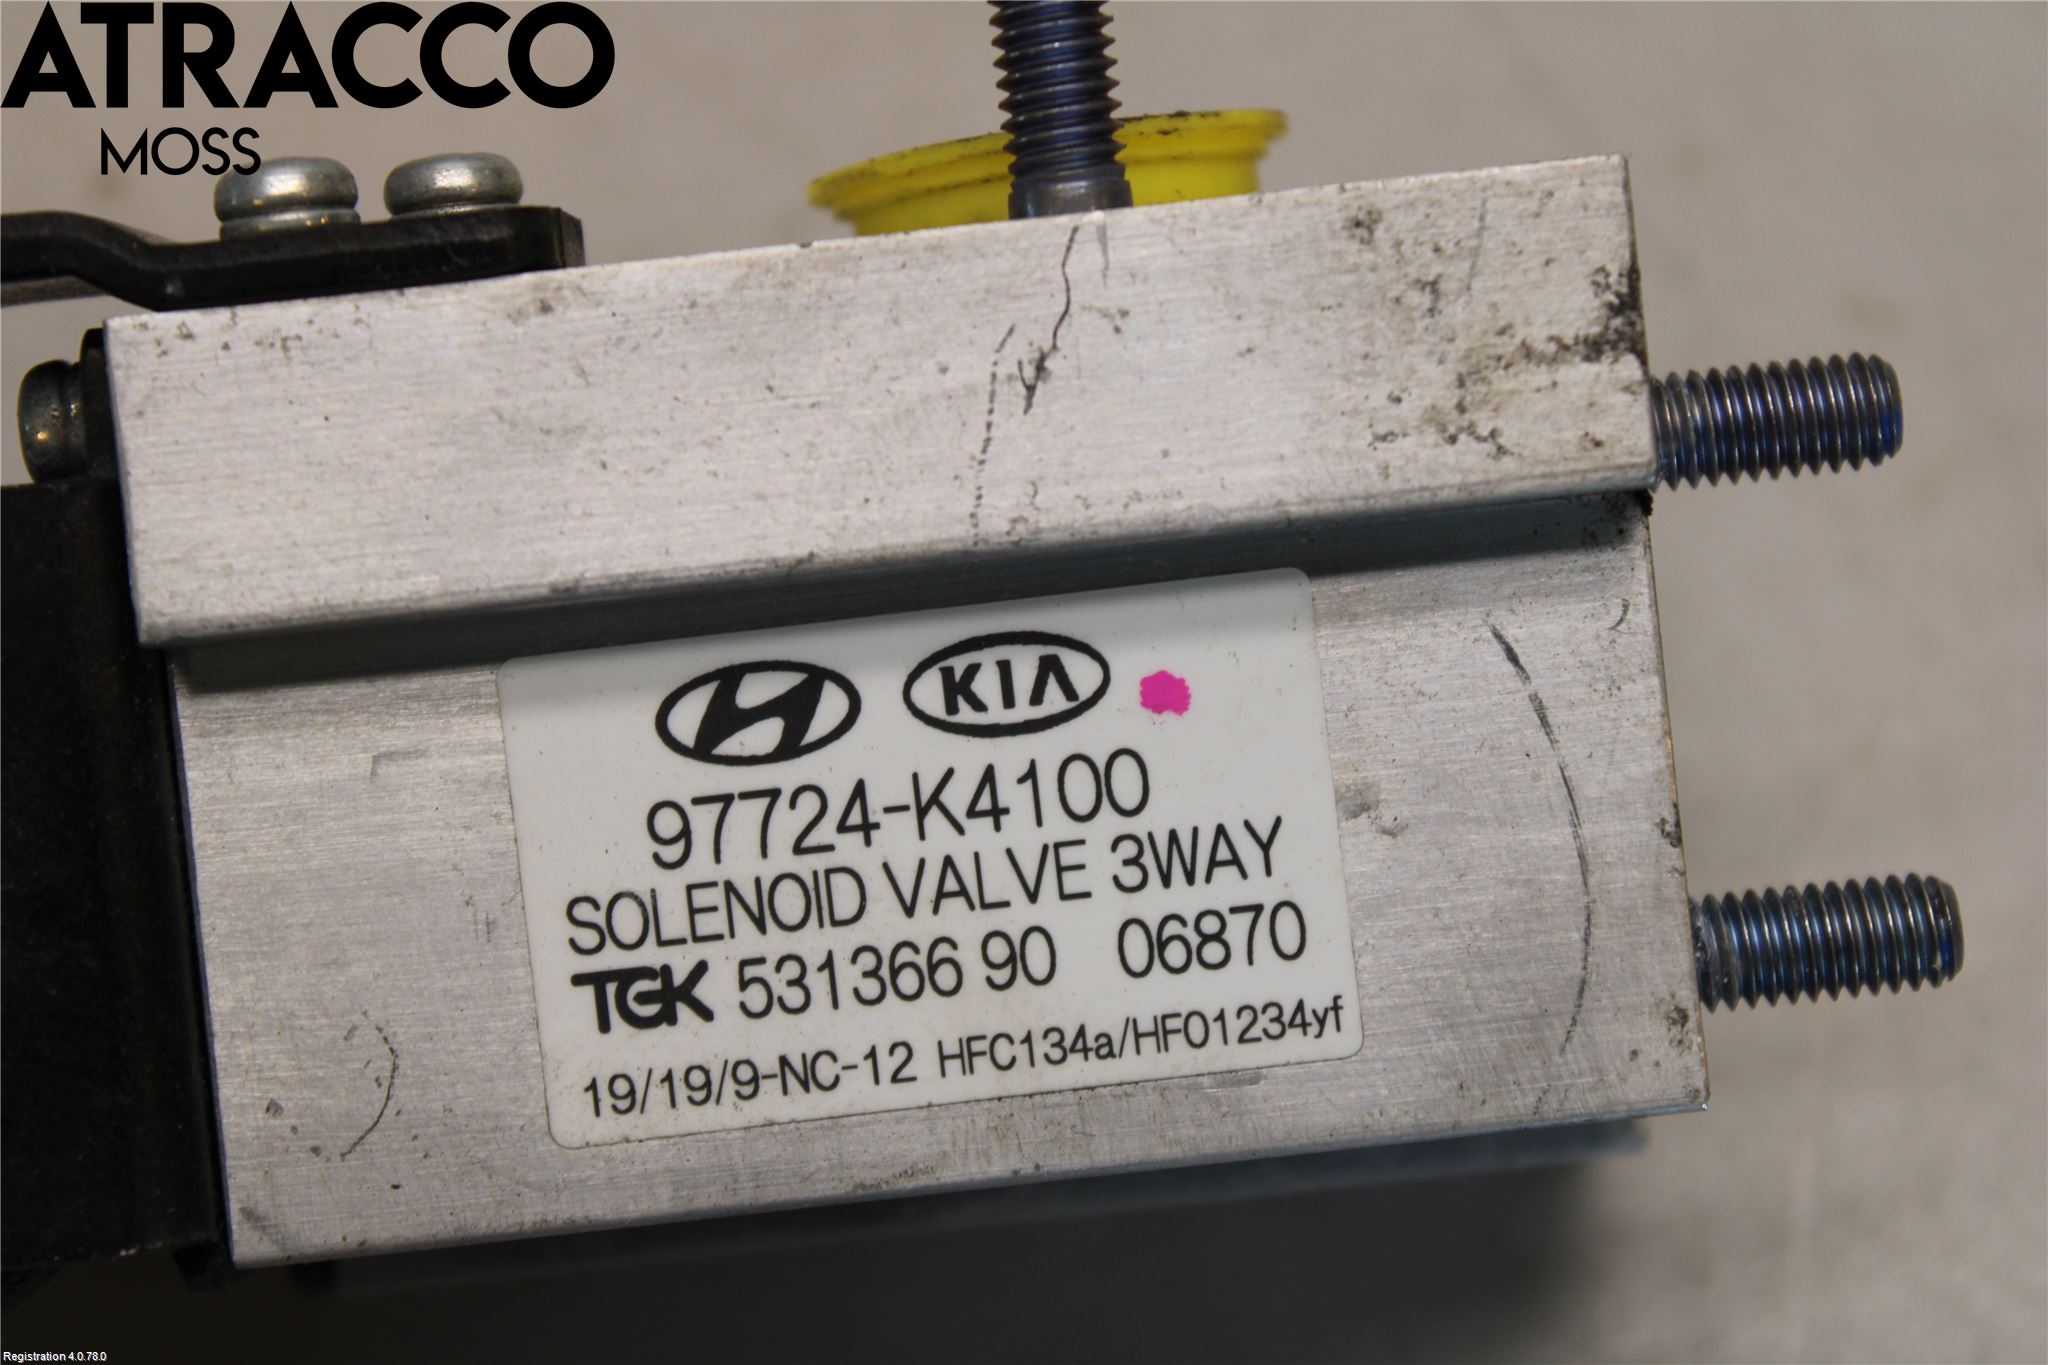 ATRACCO
MOSS
KIA
97724-K4100
SOLENOID VALVE 3WAY
TGK 531366 90 06870
19/19/9-NC-12 HFC134a/HFO1234yf
Registration 4.0.78.0